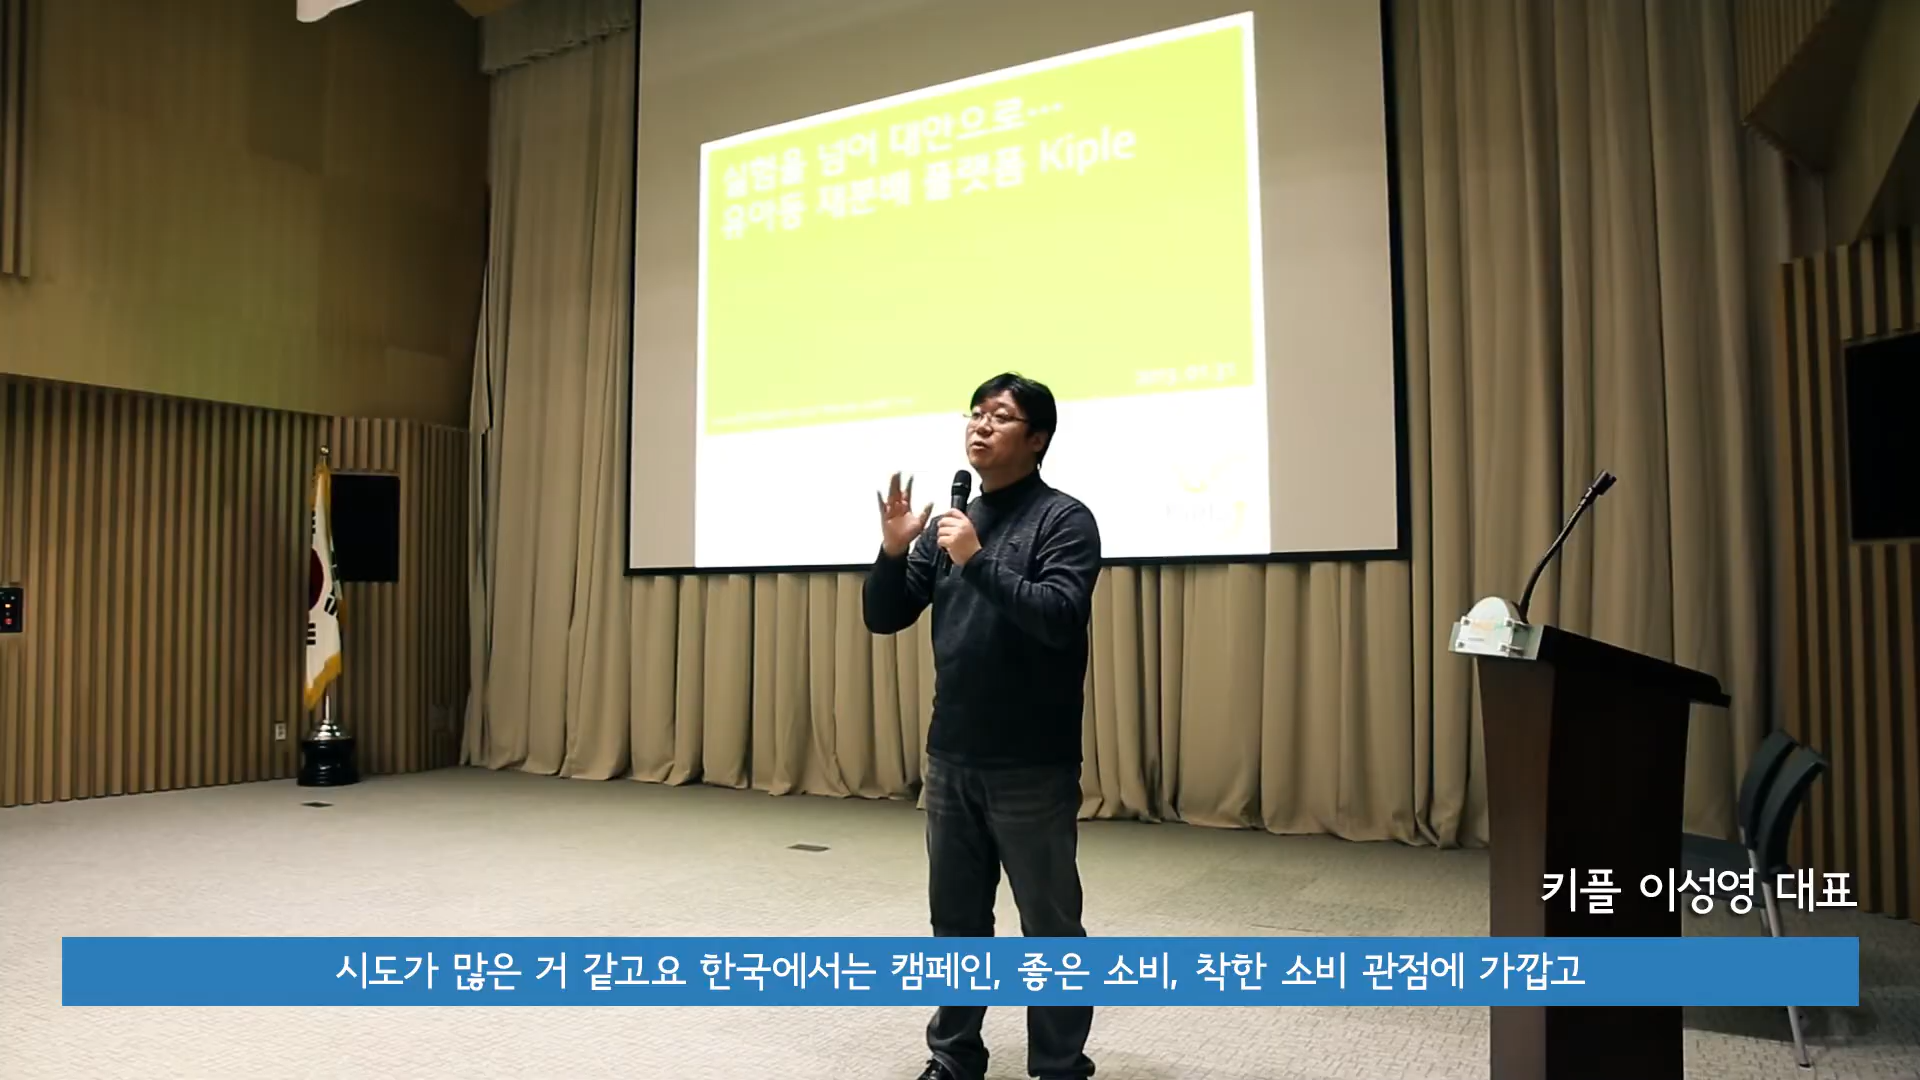 실험을 넘어 대안으로…
유아동 재분배 플랫폼 Kiple
키플 이성영 대표
시도가 많은 거 같고요 한국에서는 캠페인, 좋은 소비, 착한 소비 관점에 가깝고